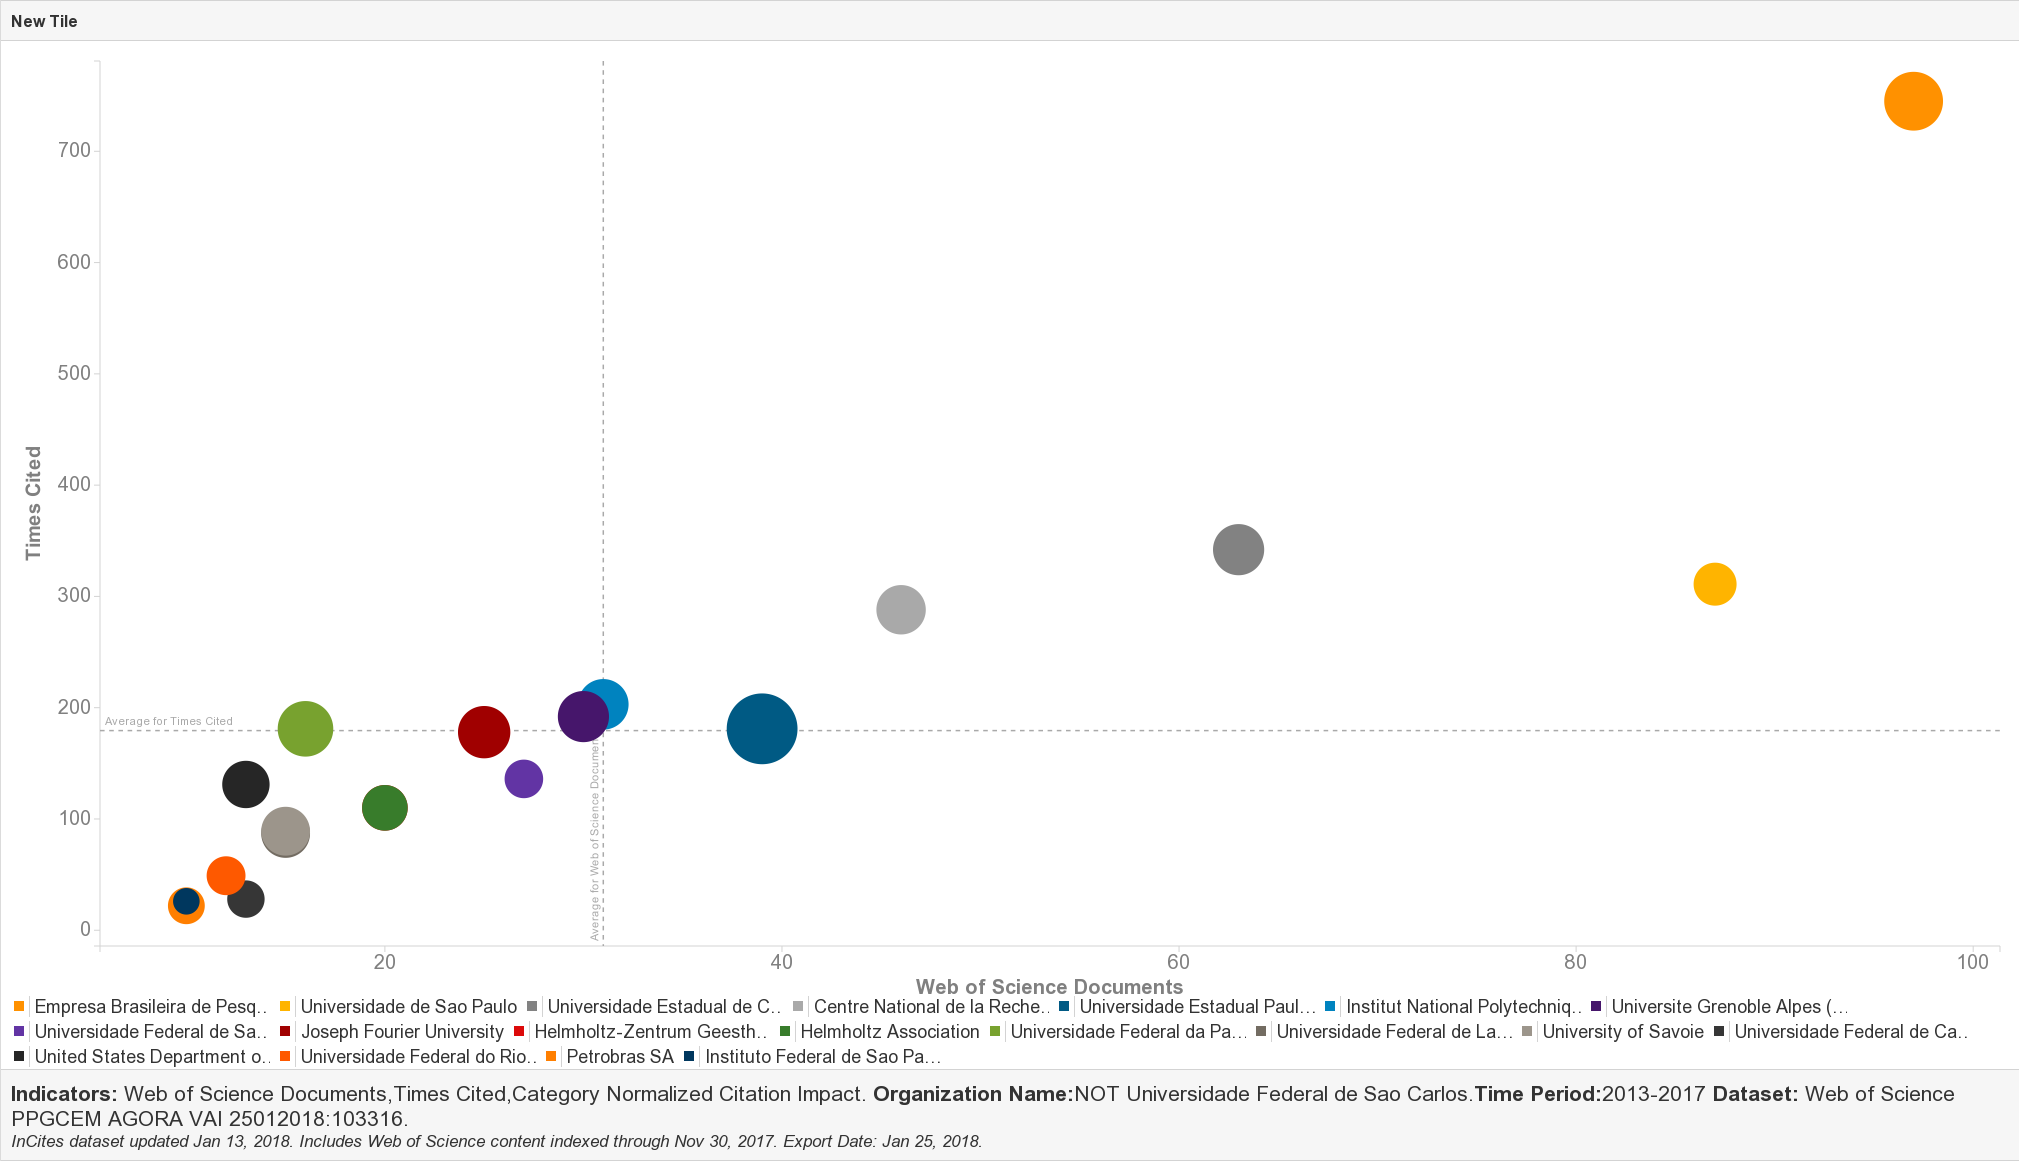 New Tile
700
600
500
400
300
200
100
0
Times Cited
Average for Times Cited
Average for Web of Science Documen
20
40
60
80
100
Web of Science Documents
Empresa Brasileira de Pesq.. Universidade de Sao Paulo Universidade Estadual de C.. Centre National de la Reche.. Universidade Estadual Paul... Institut National Polytechniq.. Universite Grenoble Alpes (...
Universidade Federal de Sa.. Joseph Fourier University Helmholtz-Zentrum Geesth.. Helmholtz Association Universidade Federal da Pa... Universidade Federal de La... University of Savoie Universidade Federal de Ca..
United States Department o.. Universidade Federal do Rio.. Petrobras SA Instituto Federal de Sao Pa...
Indicators: Web of Science Documents,Times Cited,Category Normalized Citation Impact. Organization Name:NOT Universidade Federal de Sao Carlos.Time Period:2013-2017 Dataset: Web of Science
PPGCEM AGORA VAI 25012018:103316.
InCites dataset updated Jan 13, 2018. Includes Web of Science content indexed through Nov 30, 2017. Export Date: Jan 25, 2018.